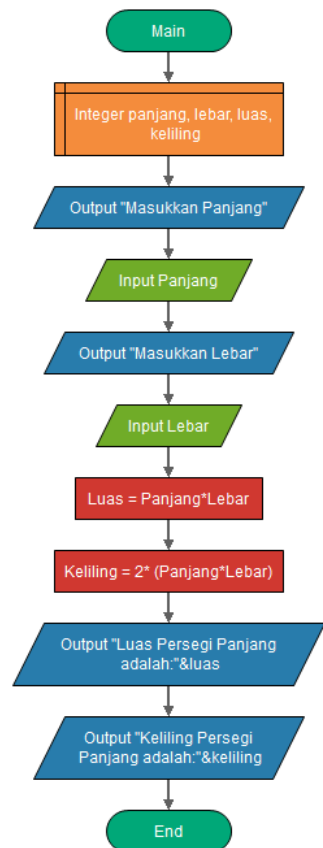 Main
Integer panjang, lebar, luas,
keliling
Output "Masukkan Panjang"
Input Panjang
Output "Masukkan Lebar"
Input Lebar
Luas = Panjang*Lebar
Keliling = 2* (Panjang*Lebar)
Output "Luas Persegi Panjang
adalah:"&luas
Output "Keliling Persegi
Panjang adalah:"&keliling
End